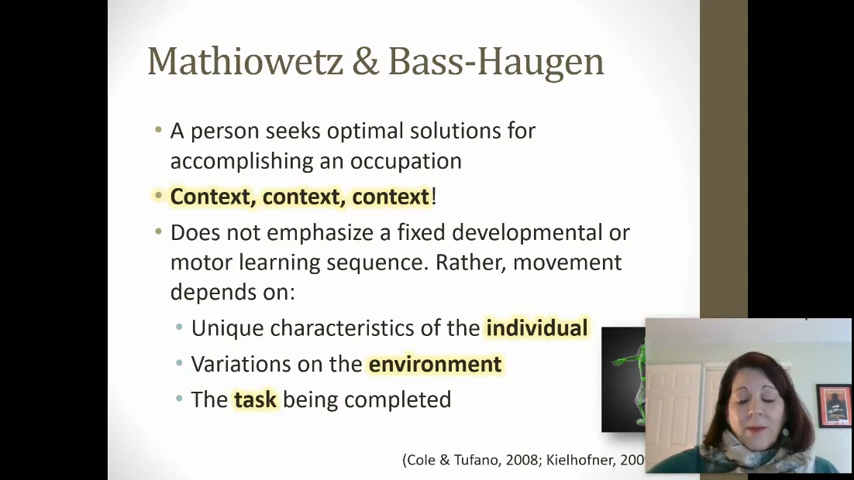 Mathiowetz & Bass-Haugen
• A person seeks optimal solutions for
accomplishing an occupation
• Context, context, context!
• Does not emphasize a fixed developmental or
motor learning sequence. Rather, movement
depends on:
• Unique characteristics of the individual
• Variations on the environment
• The task being completed
(Cole & Tufano, 2008; Kielhofner, 200